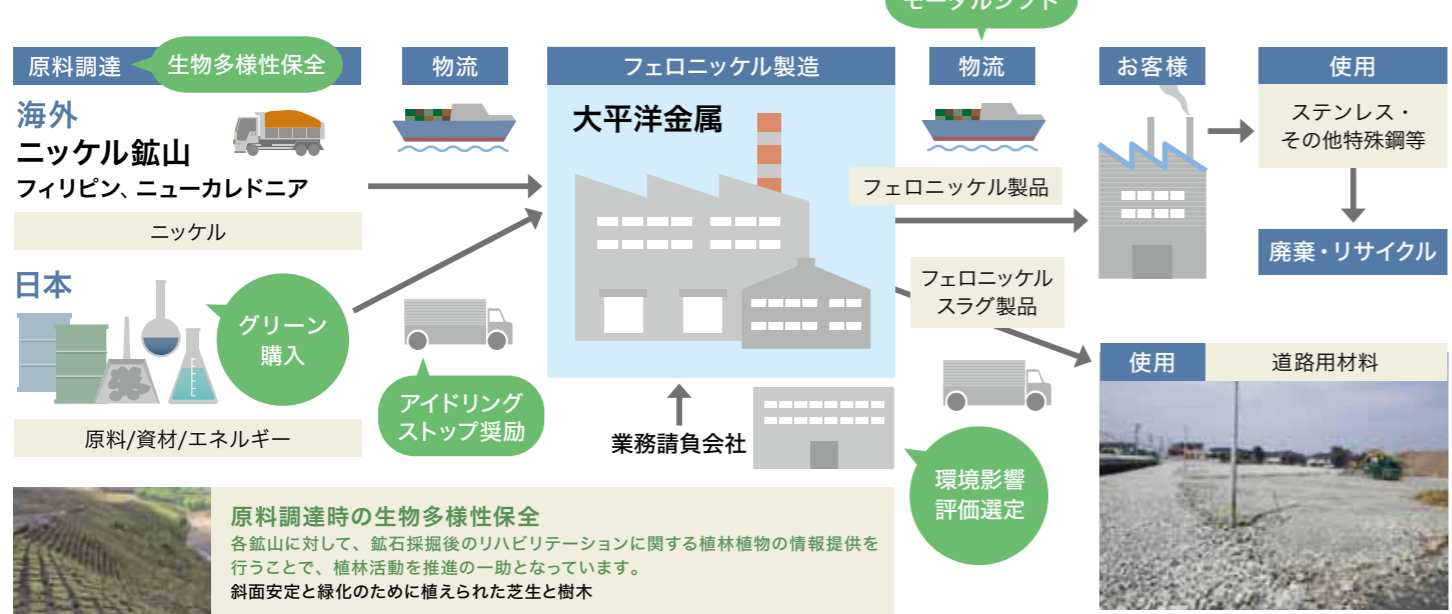 モーダルシフト
原料調達
生物多様性保全
物流
フェロニッケル製造
物流
お客様
使用
海外
ニッケル鉱山
フィリピン、ニューカレドニア
ニッケル
大平洋金属
フェロニッケル製品
ステンレス・
その他特殊鋼等
廃棄・リサイクル
日本
グリーン
購入
原料/資材/エネルギー
アイドリング
ストップ奨励
業務請負会社
フェロニッケル
スラグ製品
環境影響
評価選定
使用
道路用材料
原料調達時の生物多様性保全
各鉱山に対して、鉱石採掘後のリハビリテーションに関する植林植物の情報提供を
行うことで、植林活動を推進の一助となっています。
斜面安定と緑化のために植えられた芝生と樹木